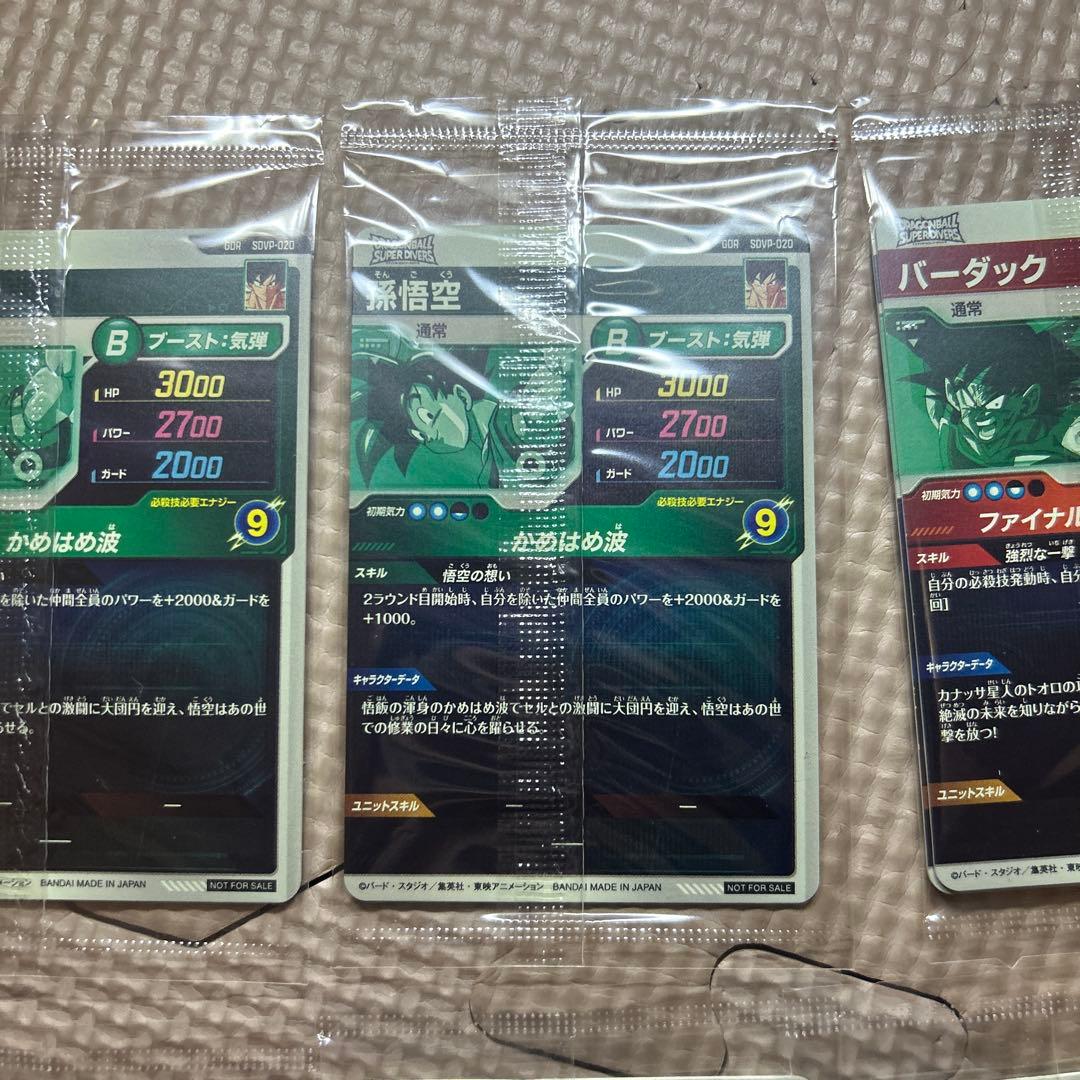 GDR SDVP-020
B ブースト:気弾
HP 3000
パワー 2700
ガード 2000
必殺技必要エナジー
9
かめはめ波
を除いた仲間全員のパワーを+2000&ガードを
でセルとの激闘に大団円を迎え、悟空はあの世
らせる。
—
—
—
BANDAI MADE IN JAPAN
NOT FOR SALE
DRAGONBALL
SUPER DIVERS
GDR SDVP-020
孫悟空
そんごくう
通常
B ブースト:気弾
HP 3000
パワー 2700
ガード 2000
初期気力
必殺技必要エナジー
9
かめはめ波
スキル 悟空の想い
2ラウンド目開始時、自分を除いた仲間全員のパワーを+2000&ガードを
+1000。
キャラクターデータ
悟飯の渾身のかめはめ波でセルとの激闘に大団円を迎え、悟空はあの世
での修業の日々に心を躍らせる。
ユニットスキル
—
—
—
©バード・スタジオ/集英社・東映アニメーション BANDAI MADE IN JAPAN
NOT FOR SALE
DRAGONBALL
SUPER DIVERS
バーダック
通常
初期気力
ファイナル
スキル 強烈な一撃
自分の必殺技発動時、自分
回]
キャラクターデータ
カナッサ星人のトオロの
絶滅の未来を知りながら
撃を放つ!
ユニットスキル
©バード・スタジオ/集英社・東映アニ